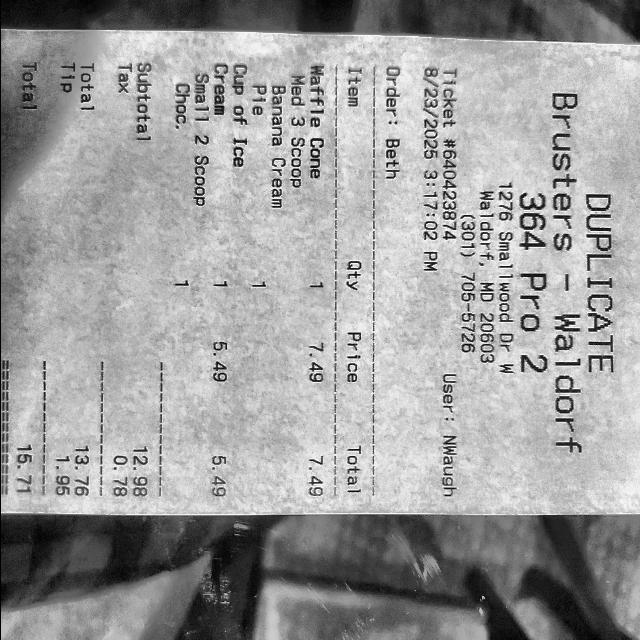 DUPLICATE
Brusters - Waldorf
364 Pro 2
1276 Smallwood Dr W
Waldorf, MD 20603
(301) 705-5726
Ticket #640423874 User: NWaugh
8/23/2025 3:17:02 PM
Order: Beth
Item Qty Price Total
Waffle Cone 1 7.49 7.49
Med 3 Scoop
Banana Cream 1
Pie
Cup of Ice 1 5.49 5.49
Cream
Small 2 Scoop
Choc. 1
Subtotal 12.98
Tax 0.78
Total 13.76
Tip 1.95
Total 15.71